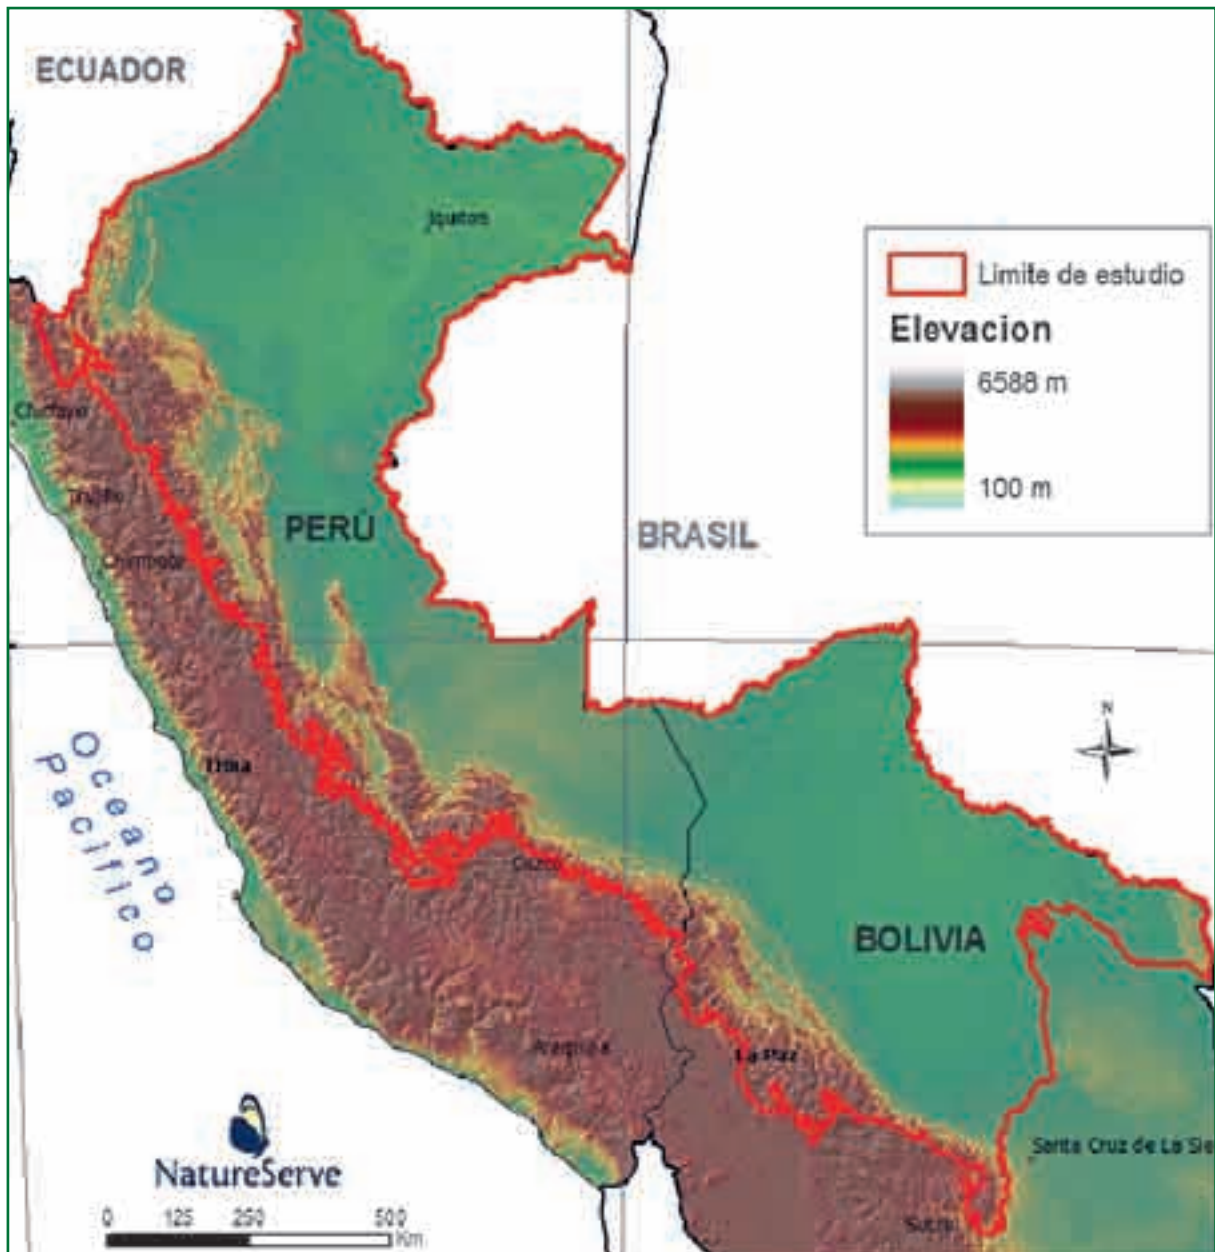 ECUADOR
Iquitos
Limite de estudio
Elevacion
6588 m
100 m
Chiclayo
Trujillo
PERÚ
BRASIL
Chimbote
N
Oceano
Pacifico
Lima
Cuzco
BOLIVIA
Arequipa
La Paz
NatureServe
Santa Cruz de La Sie
Sucre
0 125 250 500
Km